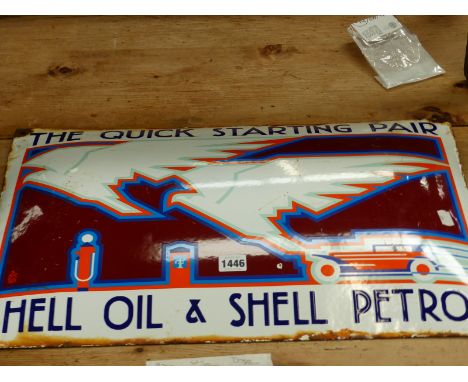 THE QUICK STARTING PAIR
1446
HELL OIL & SHELL PETRO